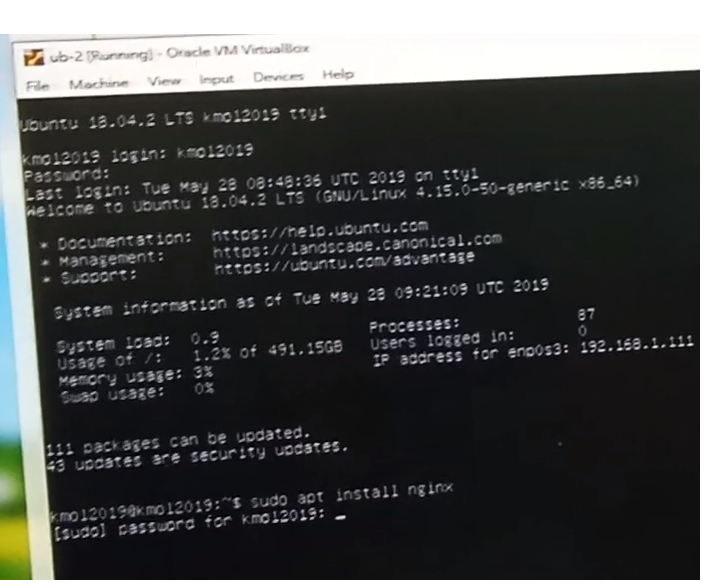 ub-2 [Running] - Oracle VM VirtualBox
File Machine View Input Devices Help
Ubuntu 18.04.2 LTS kmo12019 tty1
kmo12019 login: kmo12019
Password:
Last login: Tue May 28 08:48:36 UTC 2019 on tty1
Welcome to Ubuntu 18.04.2 LTS (GNU/Linux 4.15.0-50-generic x86_64)
* Documentation: https://help.ubuntu.com
* Management: https://landscape.canonical.com
* Support: https://ubuntu.com/advantage
System information as of Tue May 28 09:21:09 UTC 2019
System load: 0.9 Processes: 87
Usage of /: 1.2% of 491.15GB Users logged in: 0
Memory usage: 3% IP address for enp0s3: 192.168.1.111
Swap usage: 0%
111 packages can be updated.
43 updates are security updates.
kmo12019@kmo12019:~$ sudo apt install nginx
[sudo] password for kmo12019: _